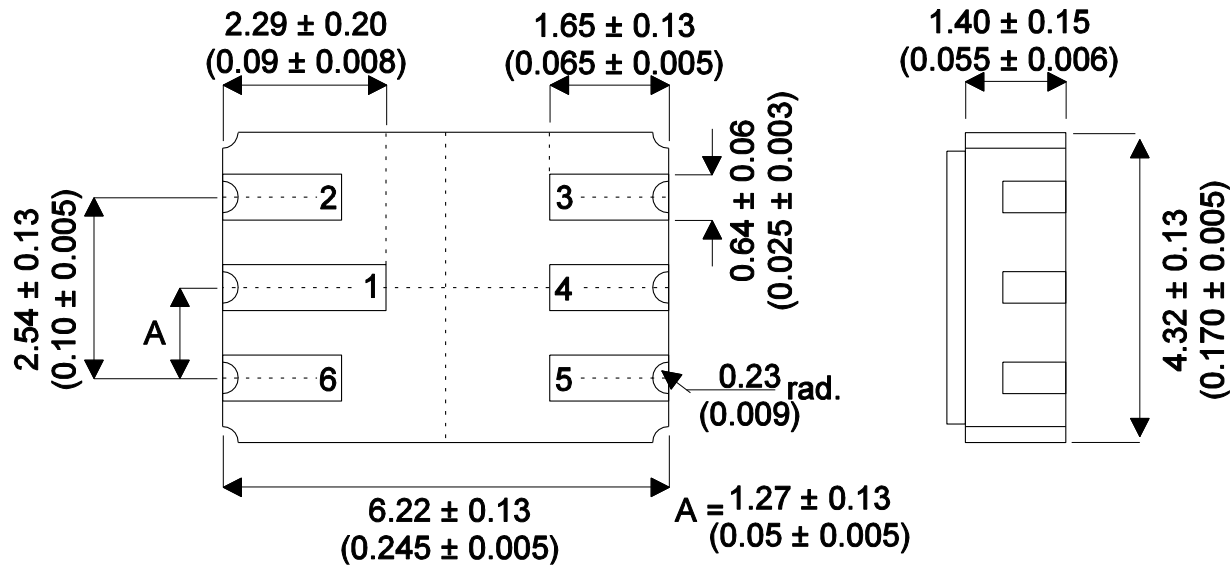 2.29 ± 0.20
(0.09 ± 0.008)
1.65 ± 0.13
(0.065 ± 0.005)
1.40 ± 0.15
(0.055 ± 0.006)
2
3
0.64 ± 0.06
(0.025 ± 0.003)
2.54 ± 0.13
(0.10 ± 0.005)
1
4
A
4.32 ± 0.13
(0.170 ± 0.005)
6
5
0.23 rad.
(0.009)
6.22 ± 0.13
(0.245 ± 0.005)
A = 1.27 ± 0.13
(0.05 ± 0.005)